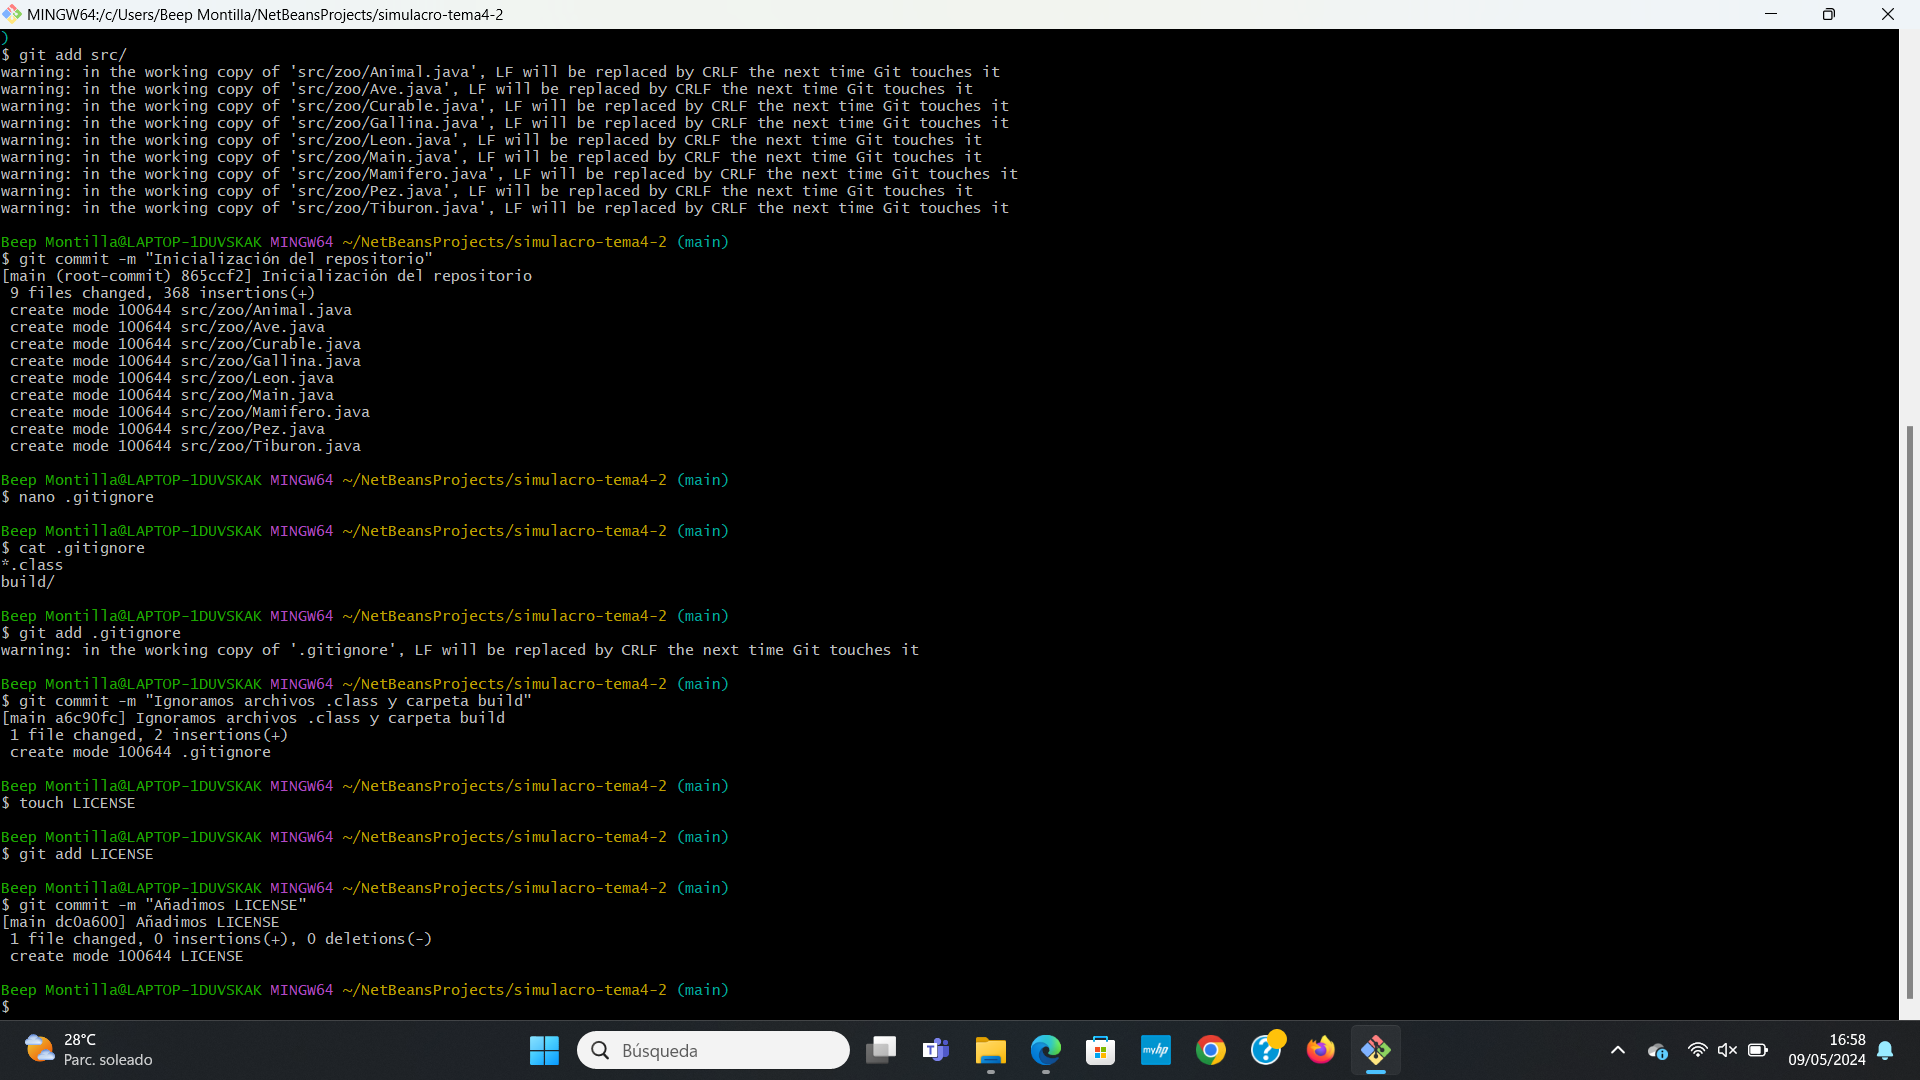 MINGW64:/c/Users/Beep Montilla/NetBeansProjects/simulacro-tema4-2
)
$ git add src/
warning: in the working copy of 'src/zoo/Animal.java', LF will be replaced by CRLF the next time Git touches it
warning: in the working copy of 'src/zoo/Ave.java', LF will be replaced by CRLF the next time Git touches it
warning: in the working copy of 'src/zoo/Curable.java', LF will be replaced by CRLF the next time Git touches it
warning: in the working copy of 'src/zoo/Gallina.java', LF will be replaced by CRLF the next time Git touches it
warning: in the working copy of 'src/zoo/Leon.java', LF will be replaced by CRLF the next time Git touches it
warning: in the working copy of 'src/zoo/Main.java', LF will be replaced by CRLF the next time Git touches it
warning: in the working copy of 'src/zoo/Mamifero.java', LF will be replaced by CRLF the next time Git touches it
warning: in the working copy of 'src/zoo/Pez.java', LF will be replaced by CRLF the next time Git touches it
warning: in the working copy of 'src/zoo/Tiburon.java', LF will be replaced by CRLF the next time Git touches it
Beep Montilla@LAPTOP-1DUVSKAK MINGW64 ~/NetBeansProjects/simulacro-tema4-2 (main)
$ git commit -m "Inicialización del repositorio"
[main (root-commit) 865ccf2] Inicialización del repositorio
9 files changed, 368 insertions(+)
create mode 100644 src/zoo/Animal.java
create mode 100644 src/zoo/Ave.java
create mode 100644 src/zoo/Curable.java
create mode 100644 src/zoo/Gallina.java
create mode 100644 src/zoo/Leon.java
create mode 100644 src/zoo/Main.java
create mode 100644 src/zoo/Mamifero.java
create mode 100644 src/zoo/Pez.java
create mode 100644 src/zoo/Tiburon.java
Beep Montilla@LAPTOP-1DUVSKAK MINGW64 ~/NetBeansProjects/simulacro-tema4-2 (main)
$ nano .gitignore
Beep Montilla@LAPTOP-1DUVSKAK MINGW64 ~/NetBeansProjects/simulacro-tema4-2 (main)
$ cat .gitignore
*.class
build/
Beep Montilla@LAPTOP-1DUVSKAK MINGW64 ~/NetBeansProjects/simulacro-tema4-2 (main)
$ git add .gitignore
warning: in the working copy of '.gitignore', LF will be replaced by CRLF the next time Git touches it
Beep Montilla@LAPTOP-1DUVSKAK MINGW64 ~/NetBeansProjects/simulacro-tema4-2 (main)
$ git commit -m "Ignoramos archivos .class y carpeta build"
[main a6c90fc] Ignoramos archivos .class y carpeta build
1 file changed, 2 insertions(+)
create mode 100644 .gitignore
Beep Montilla@LAPTOP-1DUVSKAK MINGW64 ~/NetBeansProjects/simulacro-tema4-2 (main)
$ touch LICENSE
Beep Montilla@LAPTOP-1DUVSKAK MINGW64 ~/NetBeansProjects/simulacro-tema4-2 (main)
$ git add LICENSE
Beep Montilla@LAPTOP-1DUVSKAK MINGW64 ~/NetBeansProjects/simulacro-tema4-2 (main)
$ git commit -m "Añadimos LICENSE"
[main dc0a600] Añadimos LICENSE
1 file changed, 0 insertions(+), 0 deletions(-)
create mode 100644 LICENSE
Beep Montilla@LAPTOP-1DUVSKAK MINGW64 ~/NetBeansProjects/simulacro-tema4-2 (main)
$
28°C
Parc. soleado
Búsqueda
myhp
16:58
09/05/2024